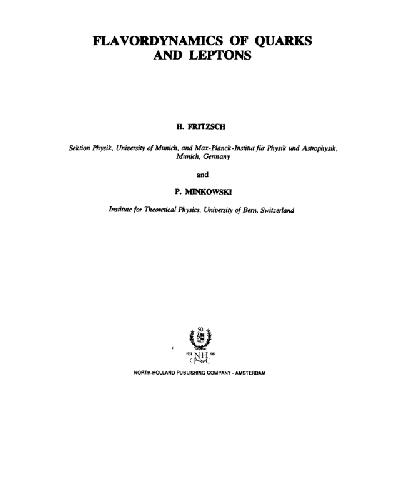 FLAVORDYNAMICS OF QUARKS
AND LEPTONS
H. FRITZSCH
Sektion Physik, University of Munich, and Max-Planck-Institut für Physik und Astrophysik,
Munich, Germany
and
P. MINKOWSKI
Institute for Theoretical Physics, University of Bern, Switzerland
NH
NORTH-HOLLAND PUBLISHING COMPANY - AMSTERDAM